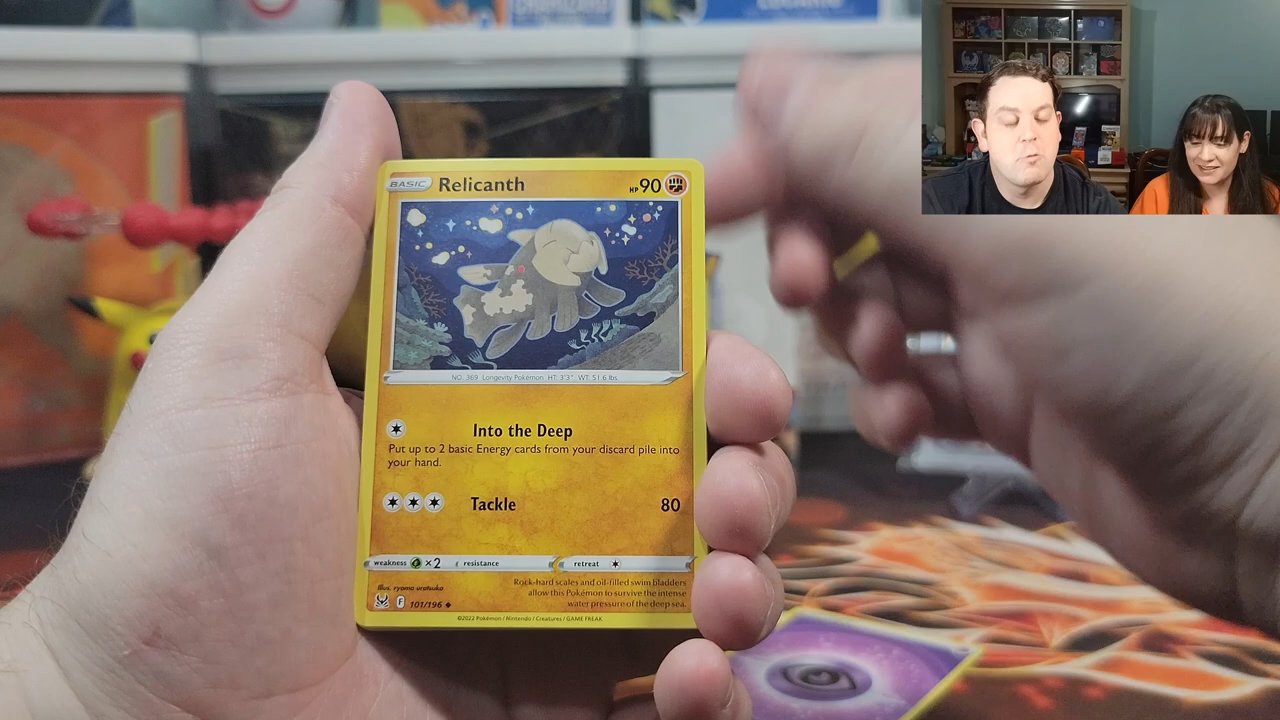 BASIC Relicanth HP 90
NO. 369 Longevity Pokémon HT: 3'3" WT: 51.6 lbs.
Into the Deep
Put up to 2 basic Energy cards from your discard pile into
your hand.
Tackle 80
weakness ×2 resistance retreat
Illus. ryoma uratsuka
Rock-hard scales and oil-filled swim bladders
allow this Pokémon to survive the intense
water pressure of the deep sea.
F 101/196
©2022 Pokémon / Nintendo / Creatures / GAME FREAK